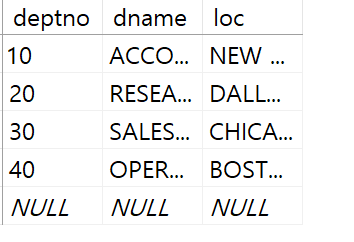 deptno dname loc
10 ACCO... NEW ...
20 RESEA... DALL...
30 SALES... CHICA...
40 OPER... BOST...
NULL NULL NULL